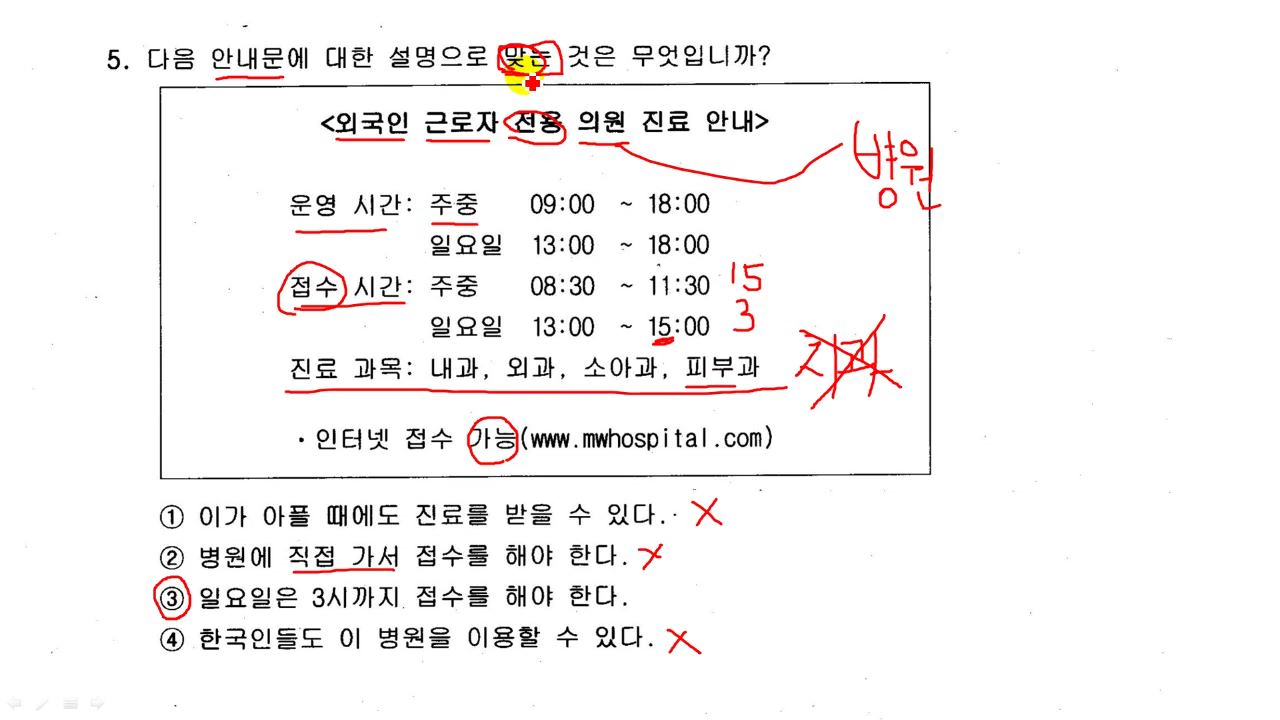 5. 다음 안내문에 대한 설명으로 맞는 것은 무엇입니까?
<외국인 근로자 전용 의원 진료 안내>
병원
운영 시간: 주중 09:00 ~ 18:00
일요일 13:00 ~ 18:00
접수 시간: 주중 08:30 ~ 11:30 15
일요일 13:00 ~ 15:00 3
진료 과목: 내과, 외과, 소아과, 피부과 치과
· 인터넷 접수 가능(www.mwhospital.com)
① 이가 아플 때에도 진료를 받을 수 있다.
② 병원에 직접 가서 접수를 해야 한다.
③ 일요일은 3시까지 접수를 해야 한다.
④ 한국인들도 이 병원을 이용할 수 있다.